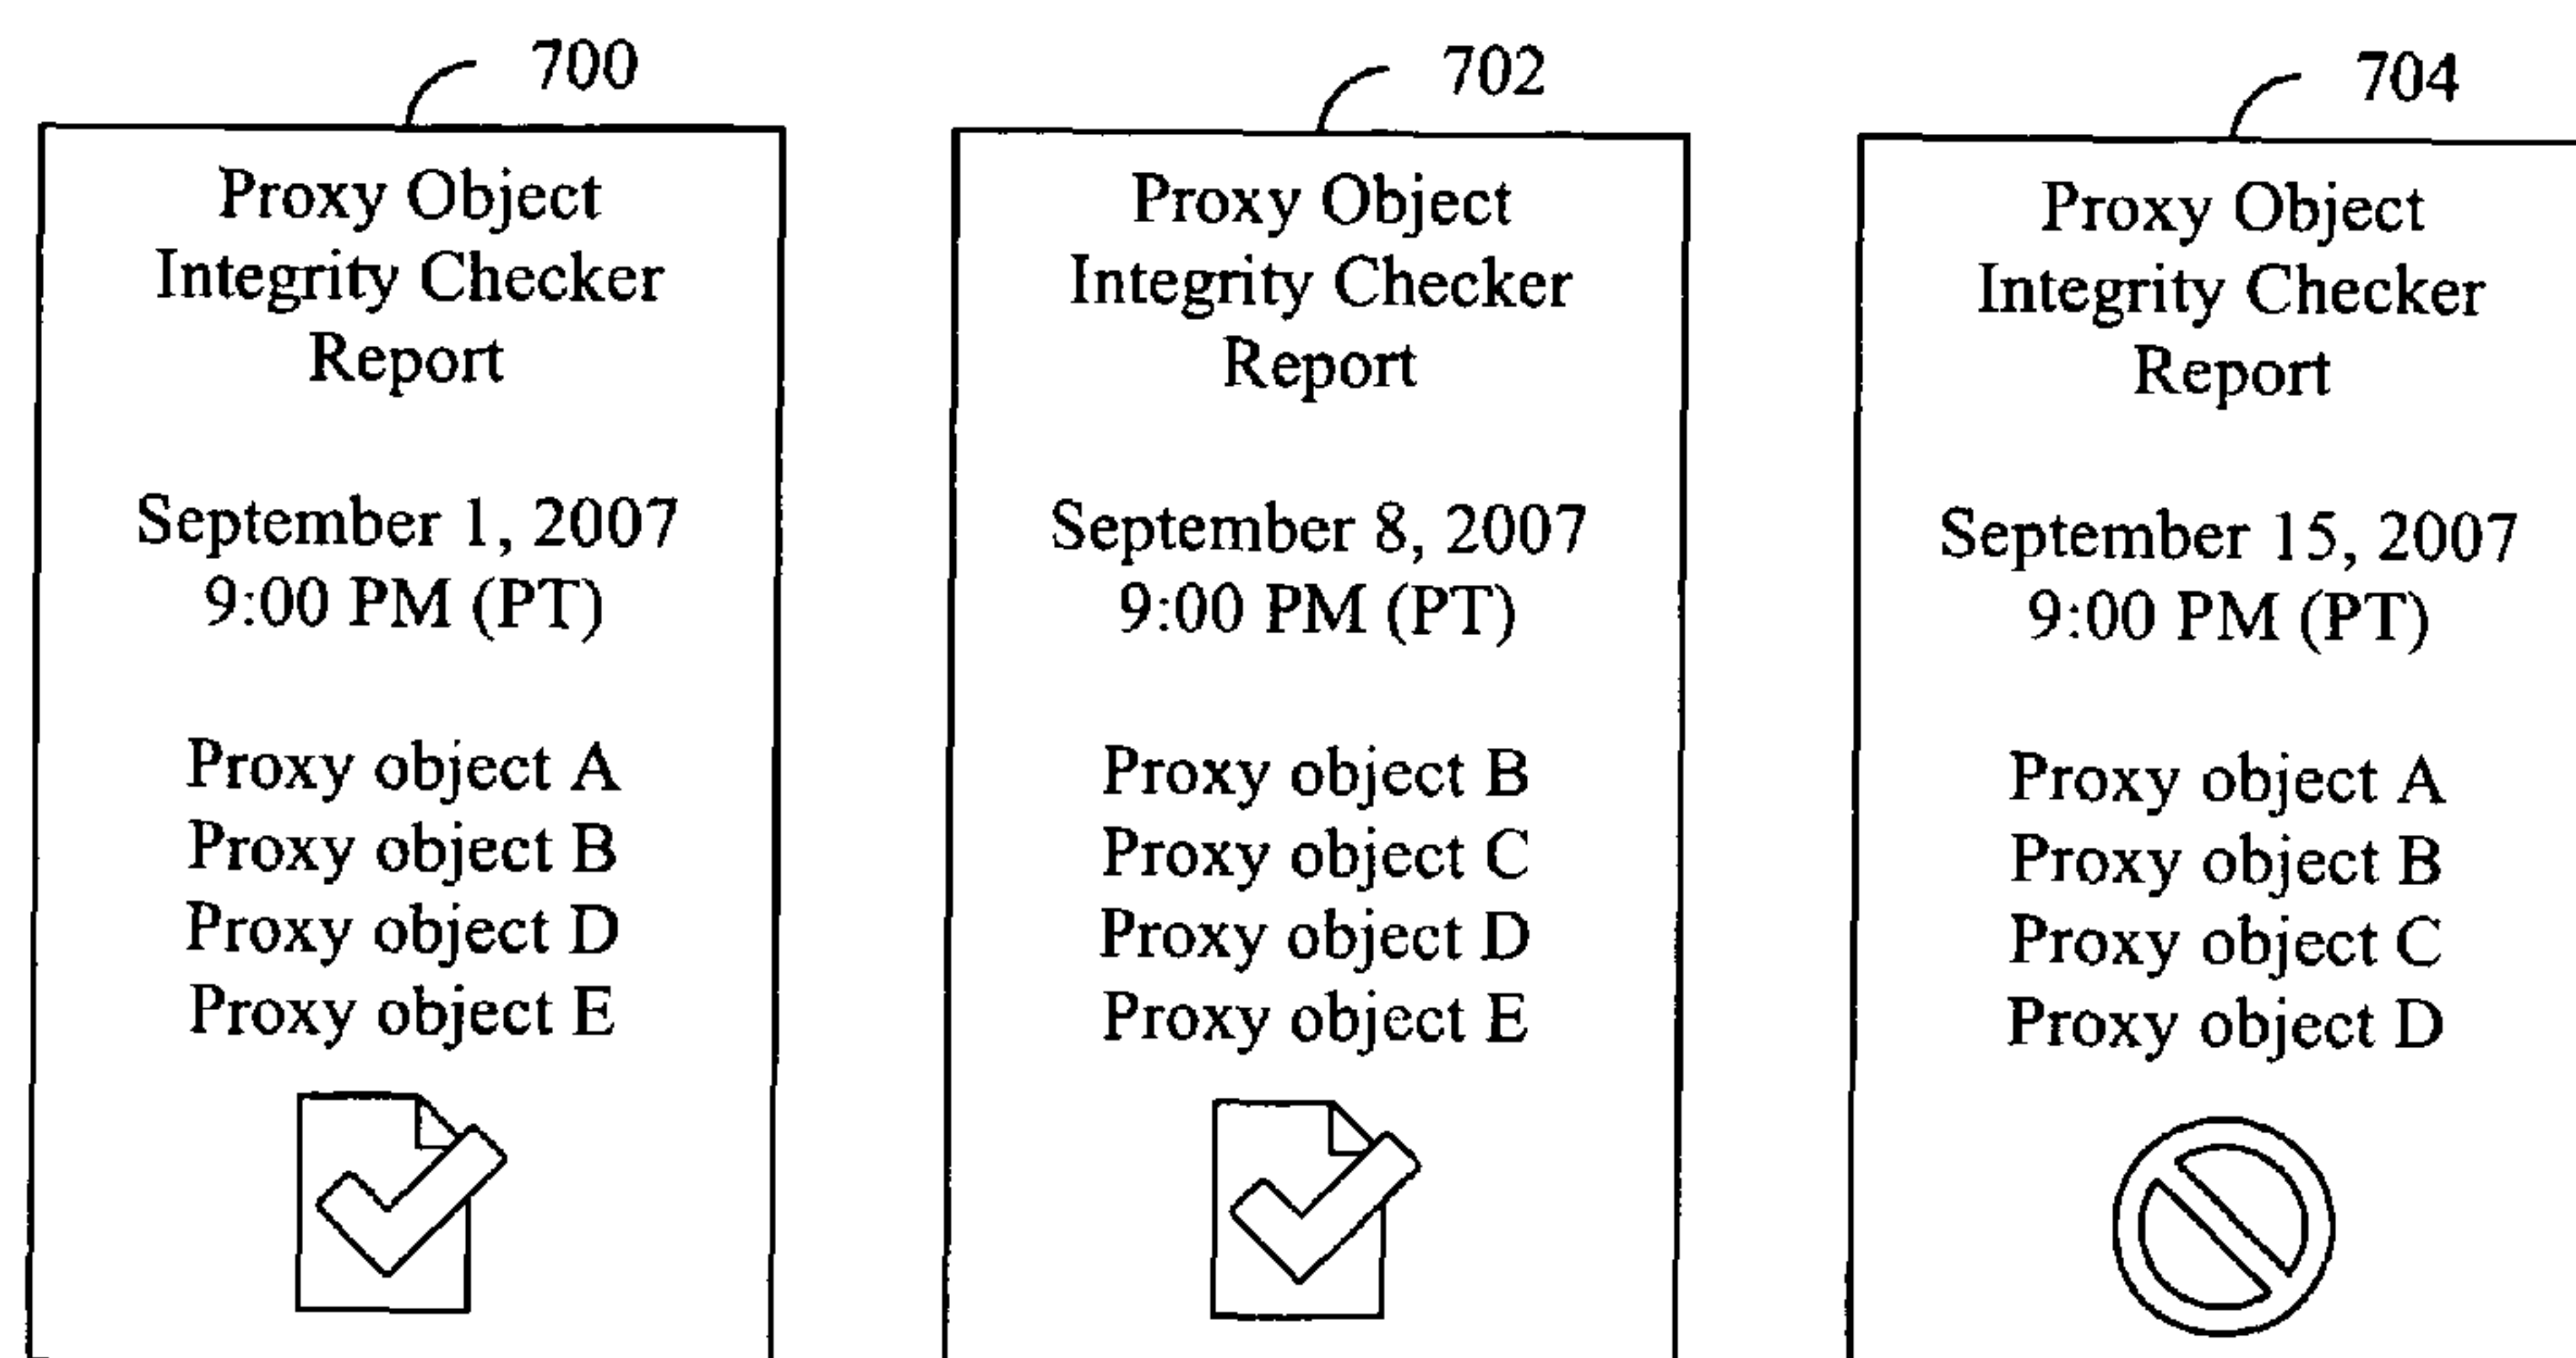 700
Proxy Object
Integrity Checker
Report
September 1, 2007
9:00 PM (PT)
Proxy object A
Proxy object B
Proxy object D
Proxy object E
702
Proxy Object
Integrity Checker
Report
September 8, 2007
9:00 PM (PT)
Proxy object B
Proxy object C
Proxy object D
Proxy object E
704
Proxy Object
Integrity Checker
Report
September 15, 2007
9:00 PM (PT)
Proxy object A
Proxy object B
Proxy object C
Proxy object D